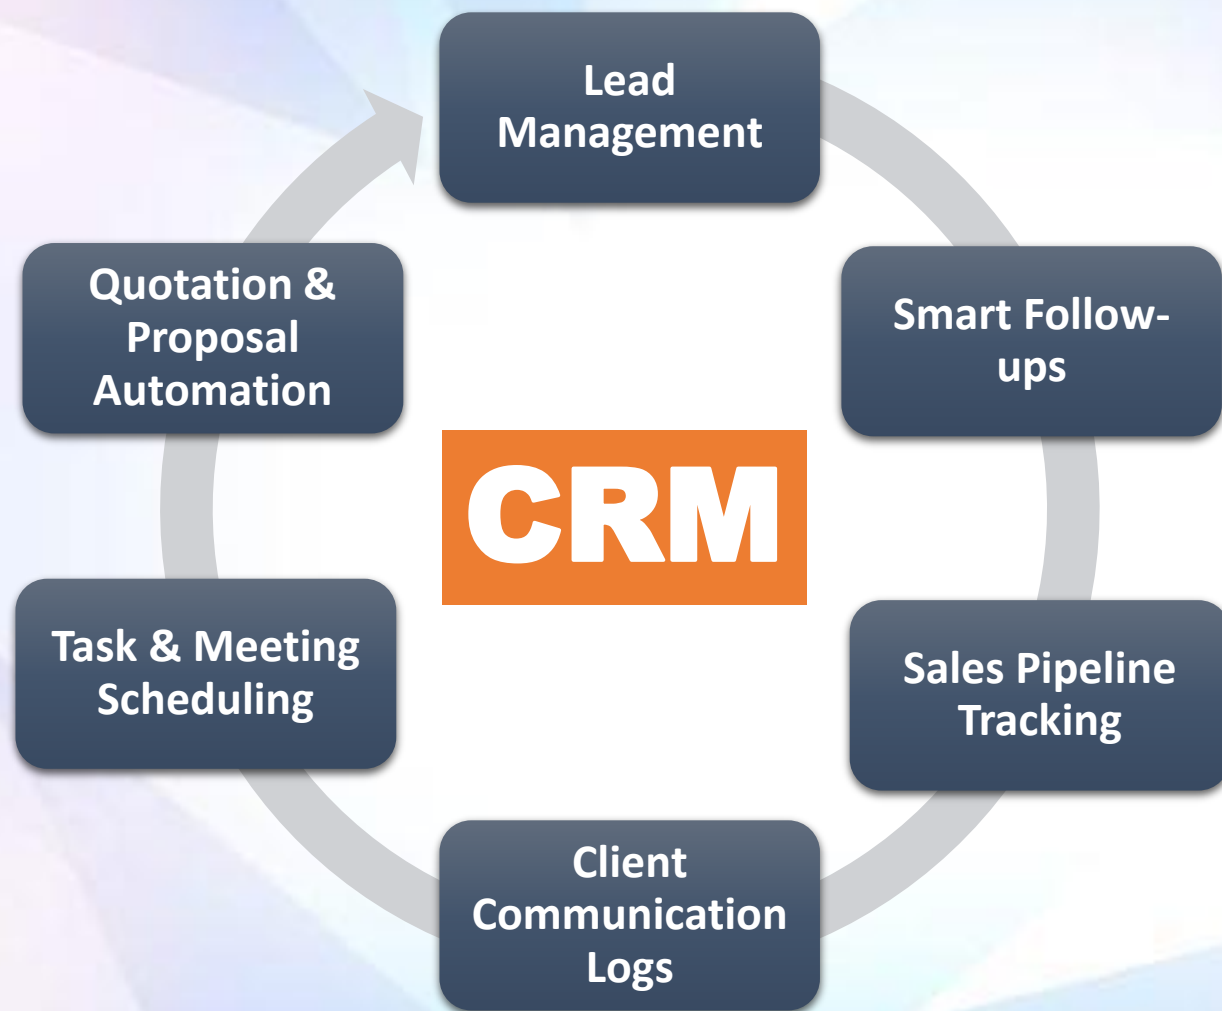 Lead
Management
Smart Follow-
ups
Sales Pipeline
Tracking
Client
Communication
Logs
Task & Meeting
Scheduling
Quotation &
Proposal
Automation
CRM